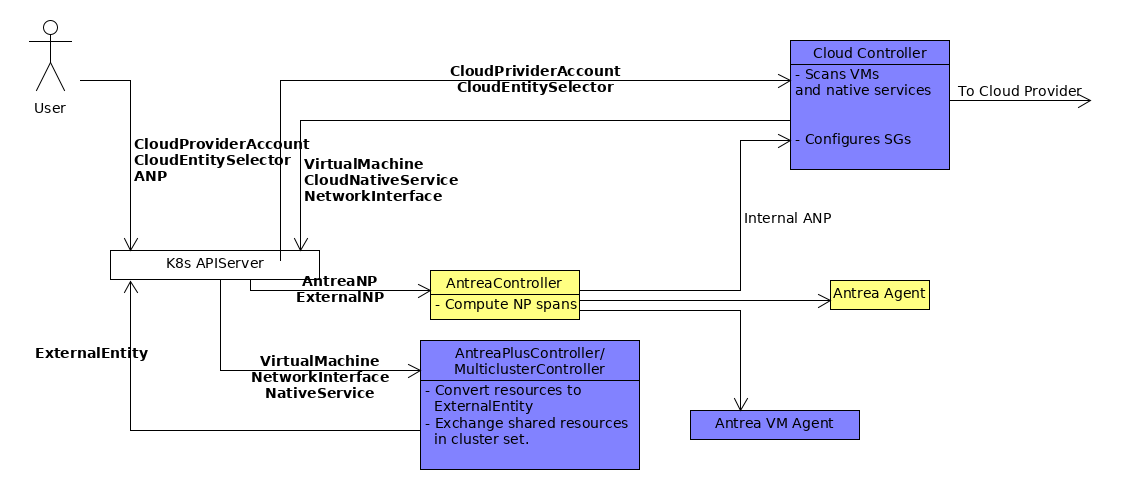 User
CloudPrividerAccount
CloudEntitySelector
Cloud Controller
- Scans VMs
and native services
- Configures SGs
To Cloud Provider
CloudProviderAccount
CloudEntitySelector
ANP
VirtualMachine
CloudNativeService
NetworkInterface
Internal ANP
K8s APIServer
AntreaNP
ExternalNP
AntreaController
- Compute NP spans
Antrea Agent
ExternalEntity
VirtualMachine
NetworkInterface
NativeService
AntreaPlusController/
MulticlusterController
- Convert resources to
ExternalEntity
- Exchange shared resources
in cluster set.
Antrea VM Agent